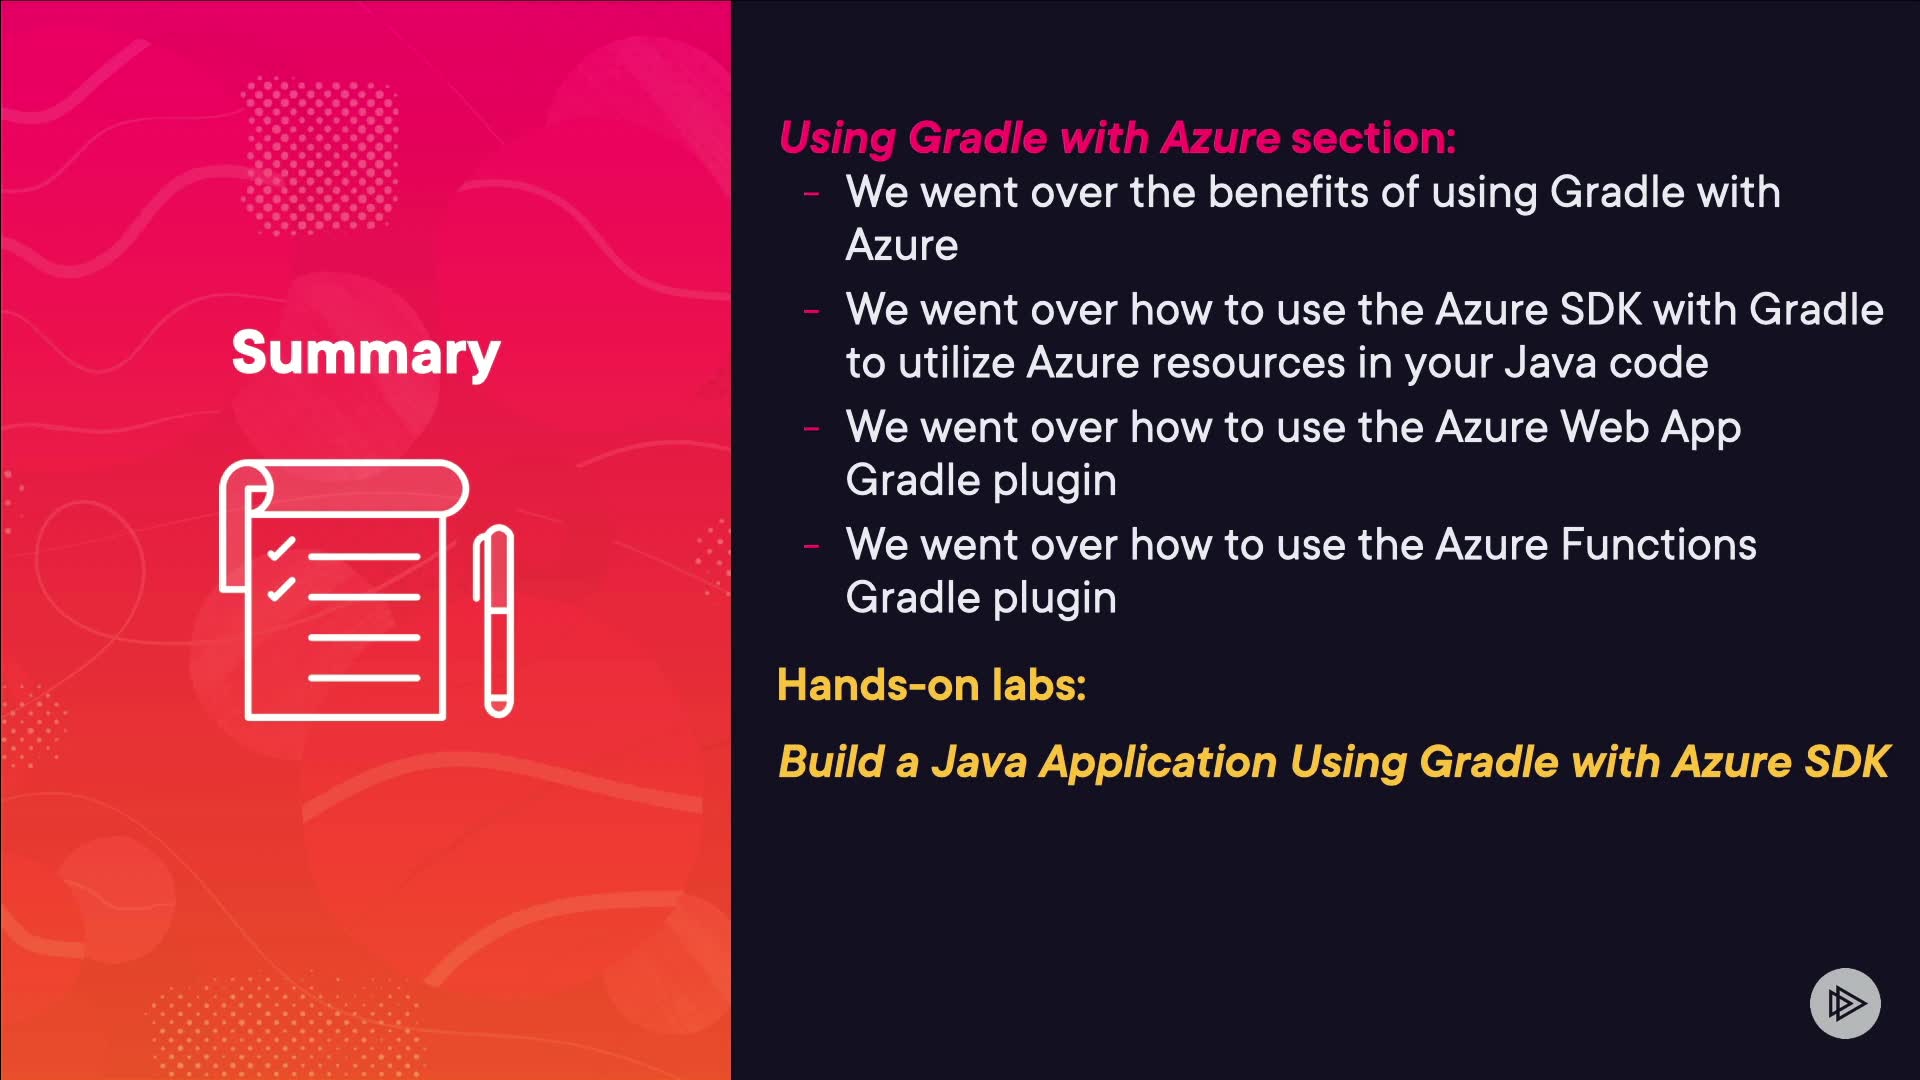 Summary
Using Gradle with Azure section:
- We went over the benefits of using Gradle with
Azure
- We went over how to use the Azure SDK with Gradle
to utilize Azure resources in your Java code
- We went over how to use the Azure Web App
Gradle plugin
- We went over how to use the Azure Functions
Gradle plugin
Hands-on labs:
Build a Java Application Using Gradle with Azure SDK